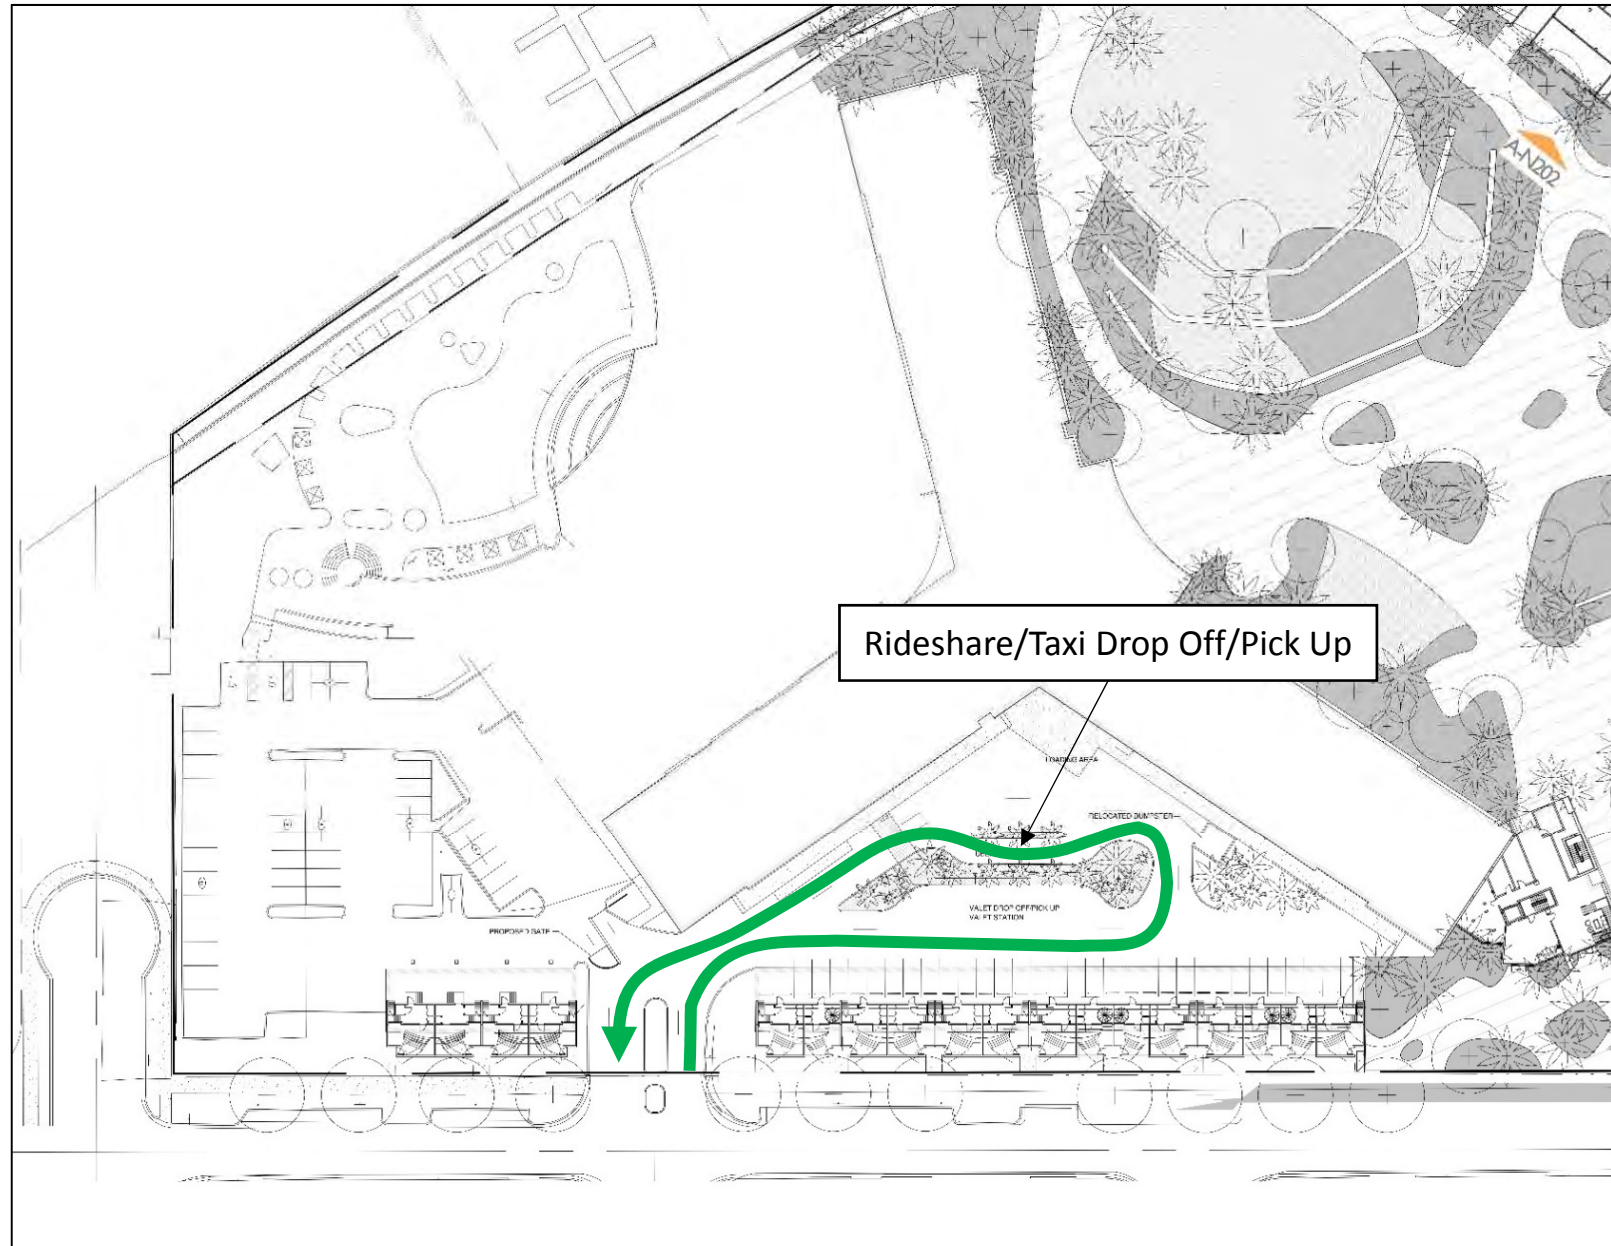 A-N202
Rideshare/Taxi Drop Off/Pick Up
LOADING AREA
RELOCATED DUMPSTER
VALET DROP OFF/PICK UP
VALET STATION
PROPOSED GATE